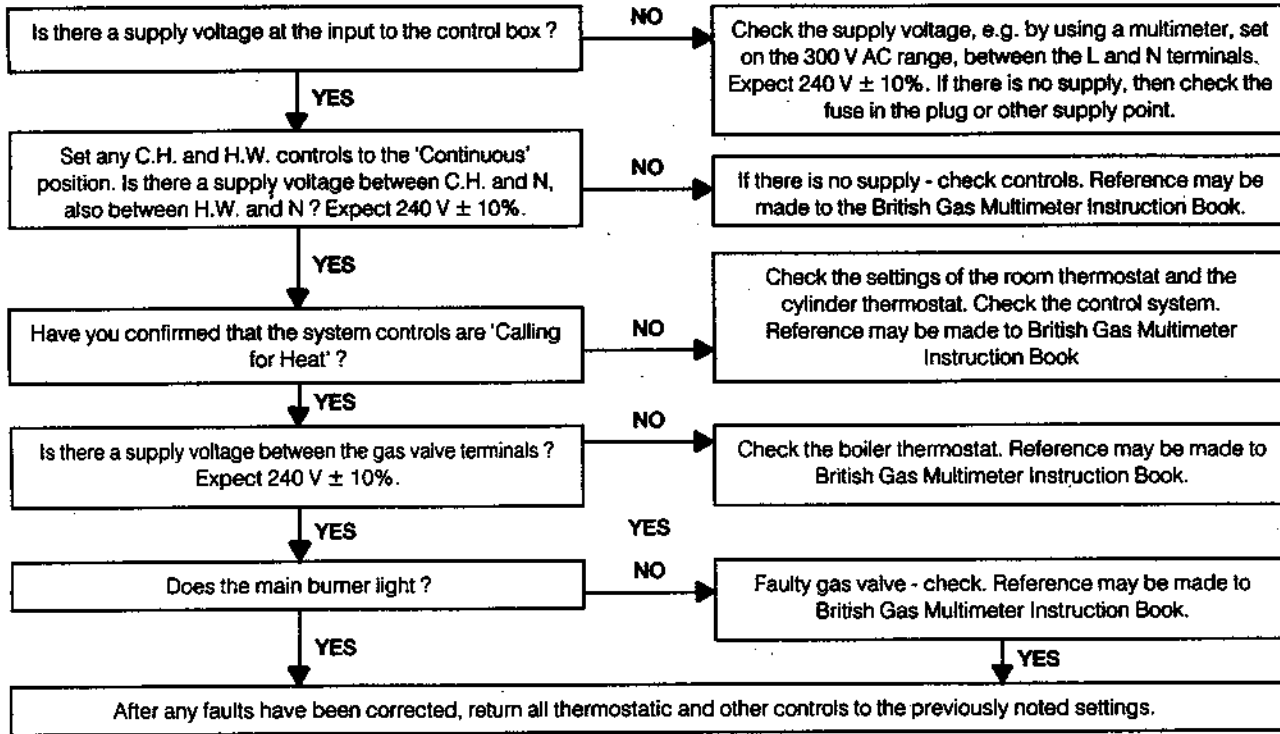 Is there a supply voltage at the input to the control box ?
NO
Check the supply voltage, e.g. by using a multimeter, set
on the 300 V AC range, between the L and N terminals.
Expect 240 V ± 10%. If there is no supply, then check the
fuse in the plug or other supply point.
YES
Set any C.H. and H.W. controls to the 'Continuous'
position. Is there a supply voltage between C.H. and N,
also between H.W. and N ? Expect 240 V ± 10%.
NO
If there is no supply - check controls. Reference may be
made to the British Gas Multimeter Instruction Book.
YES
Have you confirmed that the system controls are 'Calling
for Heat' ?
NO
Check the settings of the room thermostat and the
cylinder thermostat. Check the control system.
Reference may be made to British Gas Multimeter
Instruction Book
YES
Is there a supply voltage between the gas valve terminals ?
Expect 240 V ± 10%.
NO
Check the boiler thermostat. Reference may be made to
British Gas Multimeter Instruction Book.
YES
YES
Does the main burner light ?
NO
Faulty gas valve - check. Reference may be made to
British Gas Multimeter Instruction Book.
YES
YES
After any faults have been corrected, return all thermostatic and other controls to the previously noted settings.